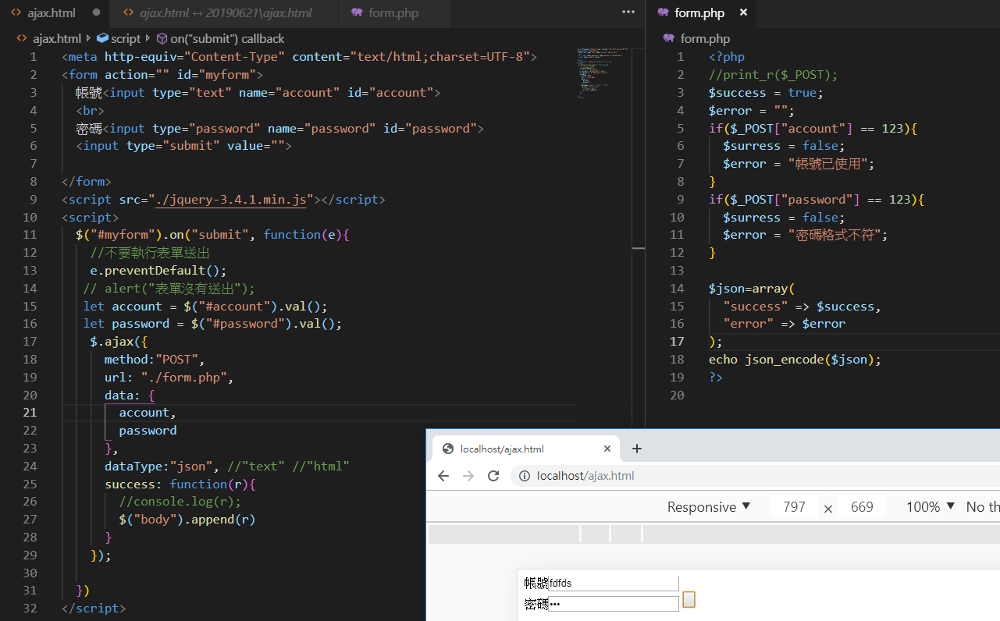 ajax.html
ajax.html ↔ 20190621\ajax.html
form.php
ajax.html
script
on("submit") callback
1 <meta http-equiv="Content-Type" content="text/html;charset=UTF-8">
2 <form action="" id="myform">
3 帳號<input type="text" name="account" id="account">
4 <br>
5 密碼<input type="password" name="password" id="password">
6 <input type="submit" value="">
7
8 </form>
9 <script src="./jquery-3.4.1.min.js"></script>
10 <script>
11 $("#myform").on("submit", function(e){
12 //不要執行表單送出
13 e.preventDefault();
14 // alert("表單沒有送出");
15 let account = $("#account").val();
16 let password = $("#password").val();
17 $.ajax({
18 method:"POST",
19 url: "./form.php",
20 data: {
21 account,
22 password
23 },
24 dataType:"json", //"text" //"html"
25 success: function(r){
26 //console.log(r);
27 $("body").append(r)
28 }
29 });
30
31 })
32 </script>
form.php
form.php
1 <?php
2 //print_r($_POST);
3 $success = true;
4 $error = "";
5 if($_POST["account"] == 123){
6 $surress = false;
7 $error = "帳號已使用";
8 }
9 if($_POST["password"] == 123){
10 $surress = false;
11 $error = "密碼格式不符";
12 }
13
14 $json=array(
15 "success" => $success,
16 "error" => $error
17 );
18 echo json_encode($json);
19 ?>
20
localhost/ajax.html
localhost/ajax.html
Responsive ▼ 797 × 669 100% ▼ No th
帳號fdfds
密碼•••